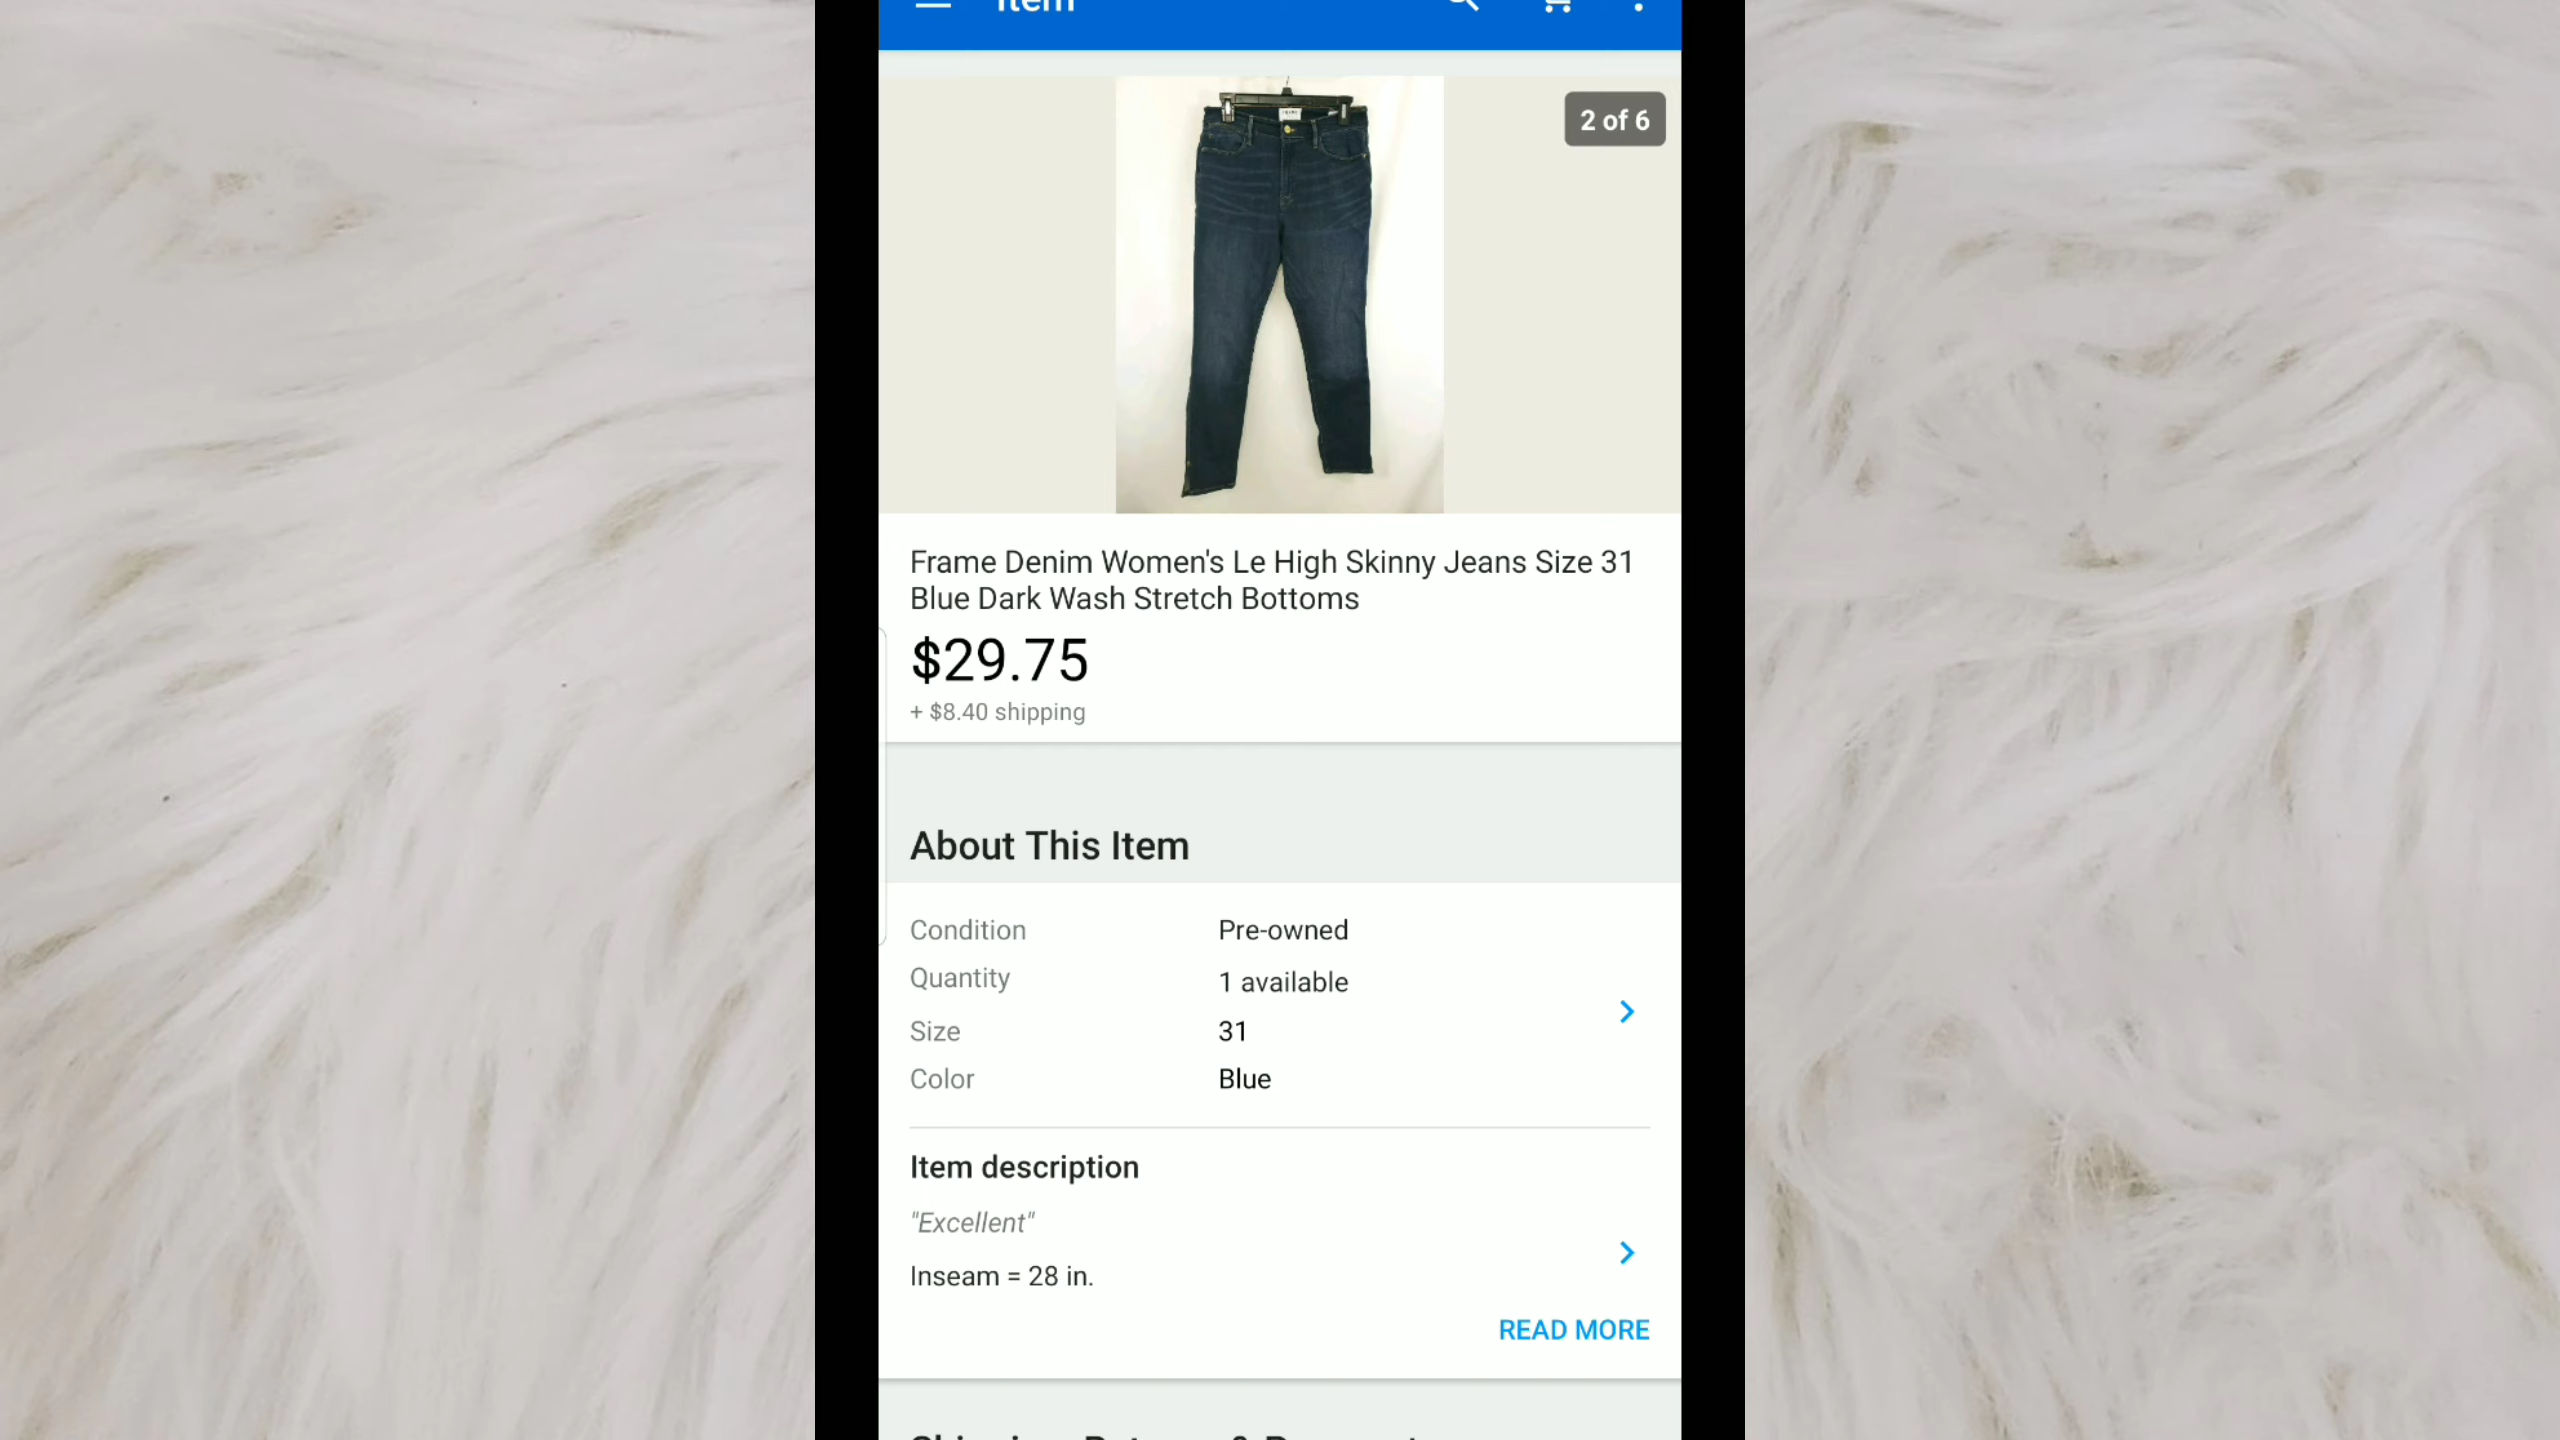 Item
2 of 6
Frame Denim Women's Le High Skinny Jeans Size 31
Blue Dark Wash Stretch Bottoms
$29.75
+ $8.40 shipping
About This Item
Condition Pre-owned
Quantity 1 available
Size 31
Color Blue
Item description
"Excellent"
Inseam = 28 in.
READ MORE